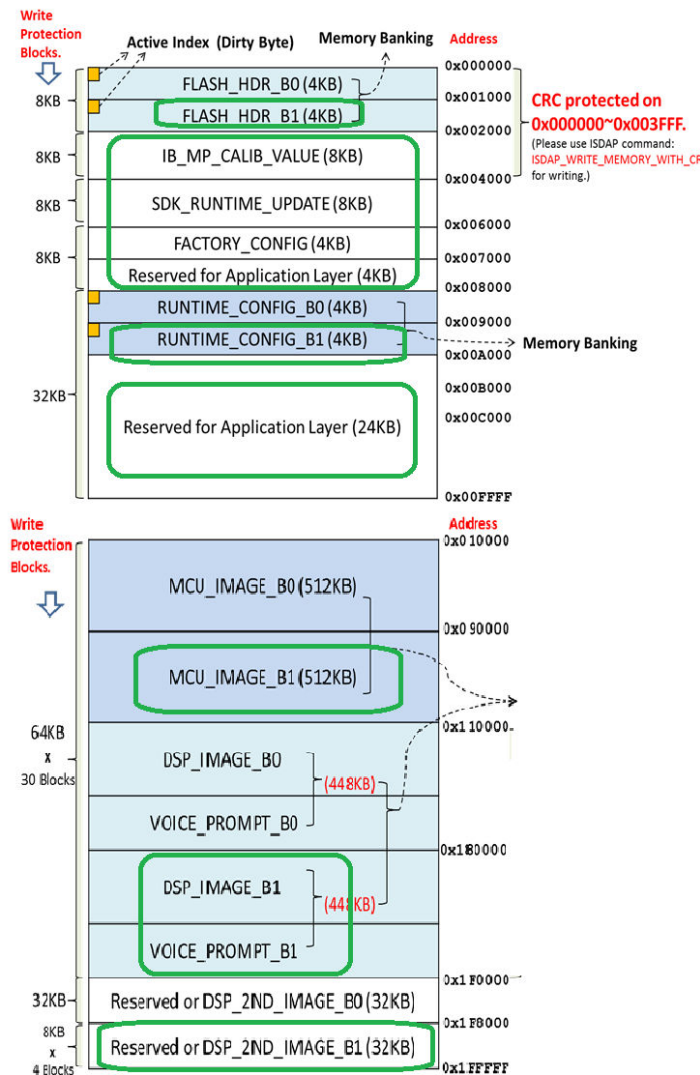 Write
Protection
Blocks.
Active Index (Dirty Byte)
Memory Banking
Address
0x000000
8KB
FLASH_HDR_B0 (4KB)
0x001000
FLASH_HDR_B1 (4KB)
0x002000
CRC protected on
0x000000~0x003FFF.
(Please use ISDAP command:
ISDAP_WRITE_MEMORY_WITH_CR
for writing.)
8KB
IB_MP_CALIB_VALUE (8KB)
0x004000
8KB
SDK_RUNTIME_UPDATE (8KB)
0x006000
8KB
FACTORY_CONFIG (4KB)
0x007000
Reserved for Application Layer (4KB)
0x008000
RUNTIME_CONFIG_B0 (4KB)
0x009000
RUNTIME_CONFIG_B1 (4KB)
Memory Banking
0x00A000
0x00B000
32KB
0x00C000
Reserved for Application Layer (24KB)
0x00FFFF
Write
Protection
Blocks.
Address
0x010000
MCU_IMAGE_B0 (512KB)
0x090000
MCU_IMAGE_B1 (512KB)
0x110000
64KB
x
30 Blocks
DSP_IMAGE_B0
(448KB)
VOICE_PROMPT_B0
0x180000
DSP_IMAGE_B1
(448KB)
VOICE_PROMPT_B1
0x1F0000
32KB
Reserved or DSP_2ND_IMAGE_B0 (32KB)
0x1F8000
8KB
x
4 Blocks
Reserved or DSP_2ND_IMAGE_B1 (32KB)
0x1FFFFF